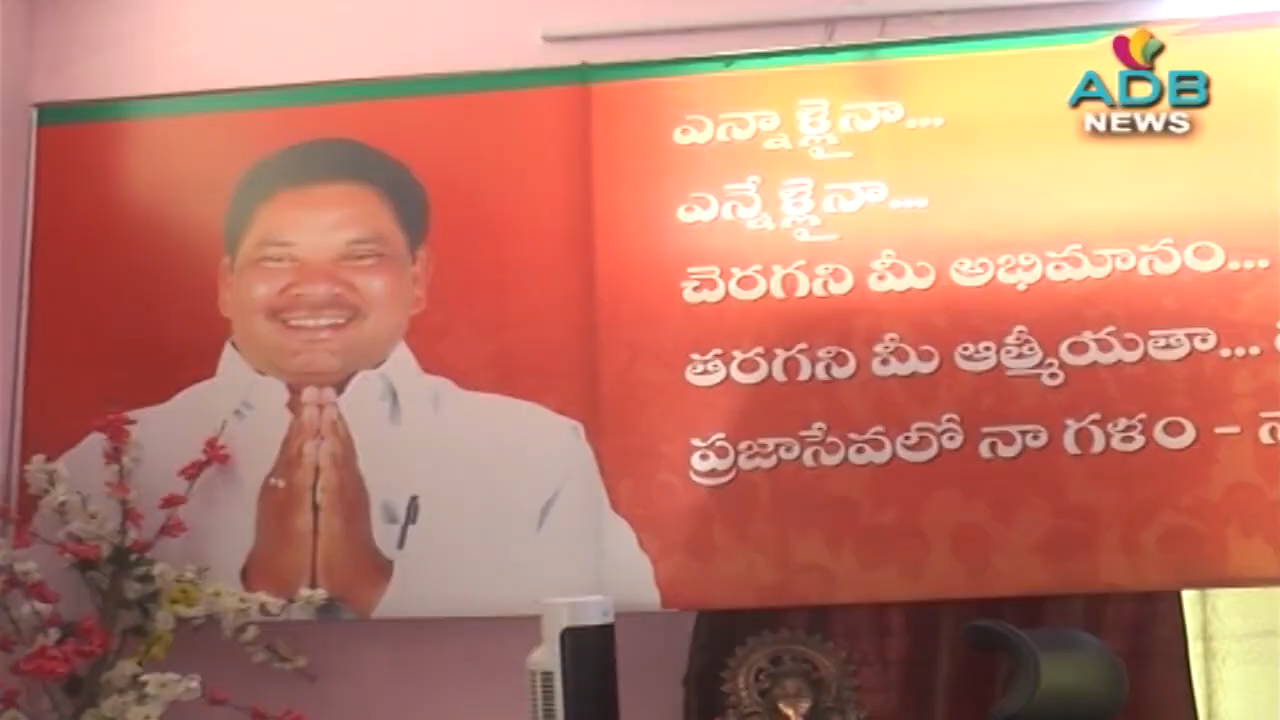 ఎన్నాళ్లైనా...
ఎన్నేళ్లైనా...
చెరగని మీ అభిమానం...
తరగని మీ ఆత్మీయతా...
ప్రజాసేవలో నా గళం -
ADB
NEWS